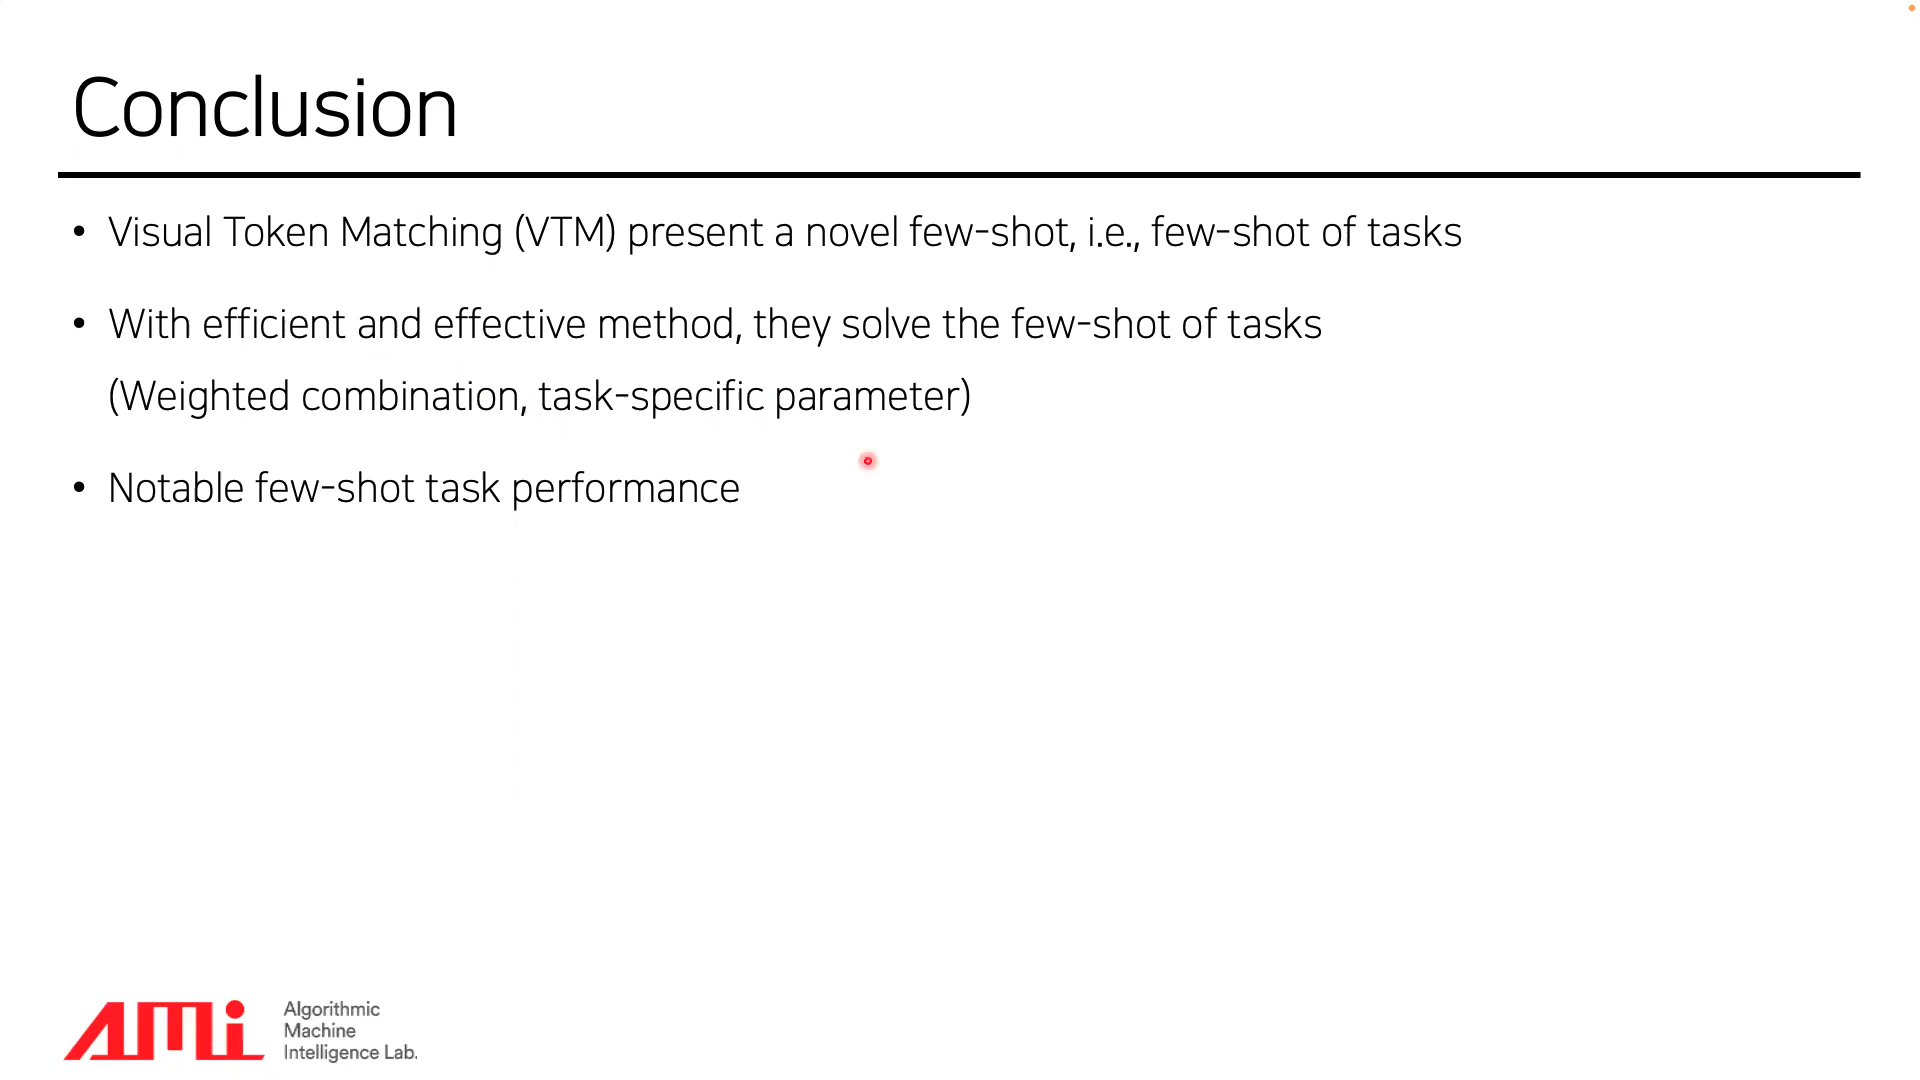 Conclusion
• Visual Token Matching (VTM) present a novel few-shot, i.e., few-shot of tasks
• With efficient and effective method, they solve the few-shot of tasks
(Weighted combination, task-specific parameter)
• Notable few-shot task performance
AMi
Algorithmic
Machine
Intelligence Lab.